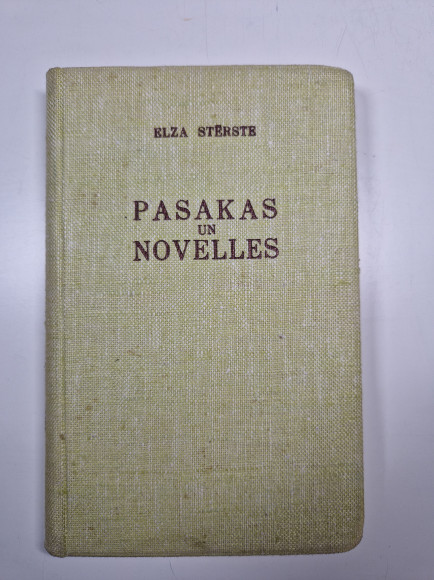 ELZA STĒRSTE
PASAKAS
UN
NOVELLES